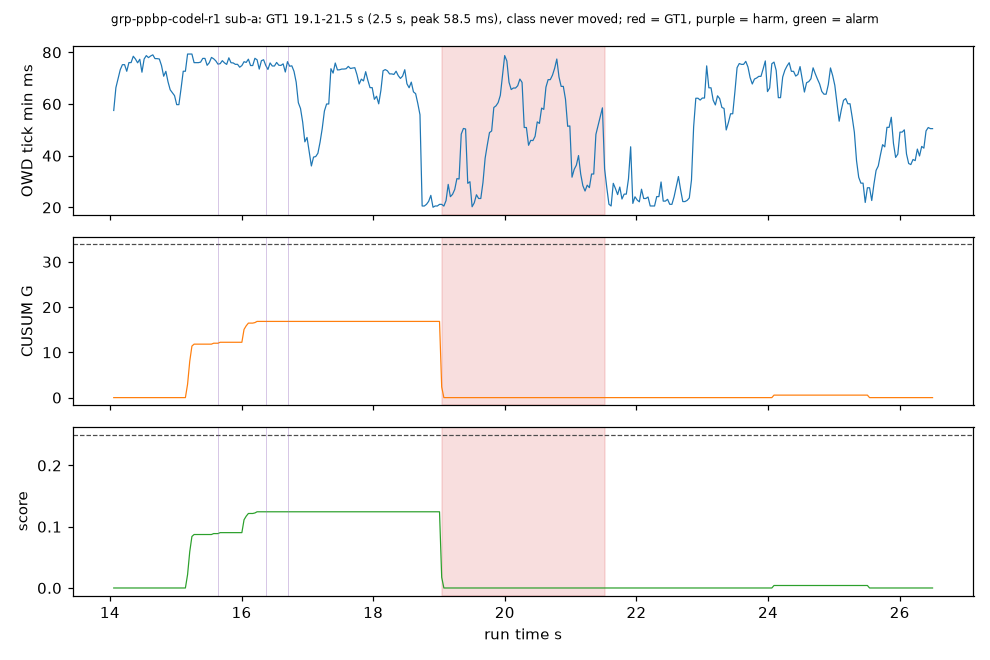 grp-ppbp-codel-r1 sub-a: GT1 19.1-21.5 s (2.5 s, peak 58.5 ms), class never moved; red = GT1, purple = harm, green = alarm
80
60
40
20
OWD tick min ms
30
20
10
0
CUSUM G
0.2
0.1
0.0
score
14 16 18 20 22 24 26
run time s